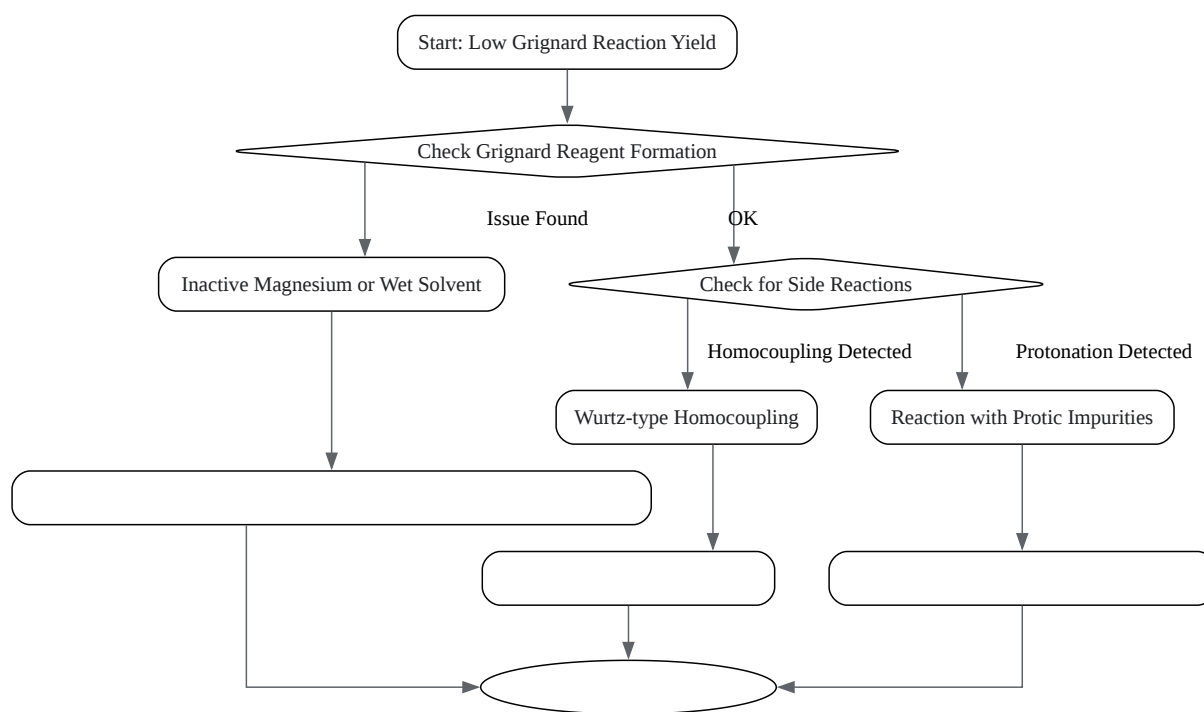 Start: Low Grignard Reaction Yield
Check Grignard Reagent Formation
Issue Found
OK
Inactive Magnesium or Wet Solvent
Check for Side Reactions
Homocoupling Detected
Protonation Detected
Wurtz-type Homocoupling
Reaction with Protic Impurities